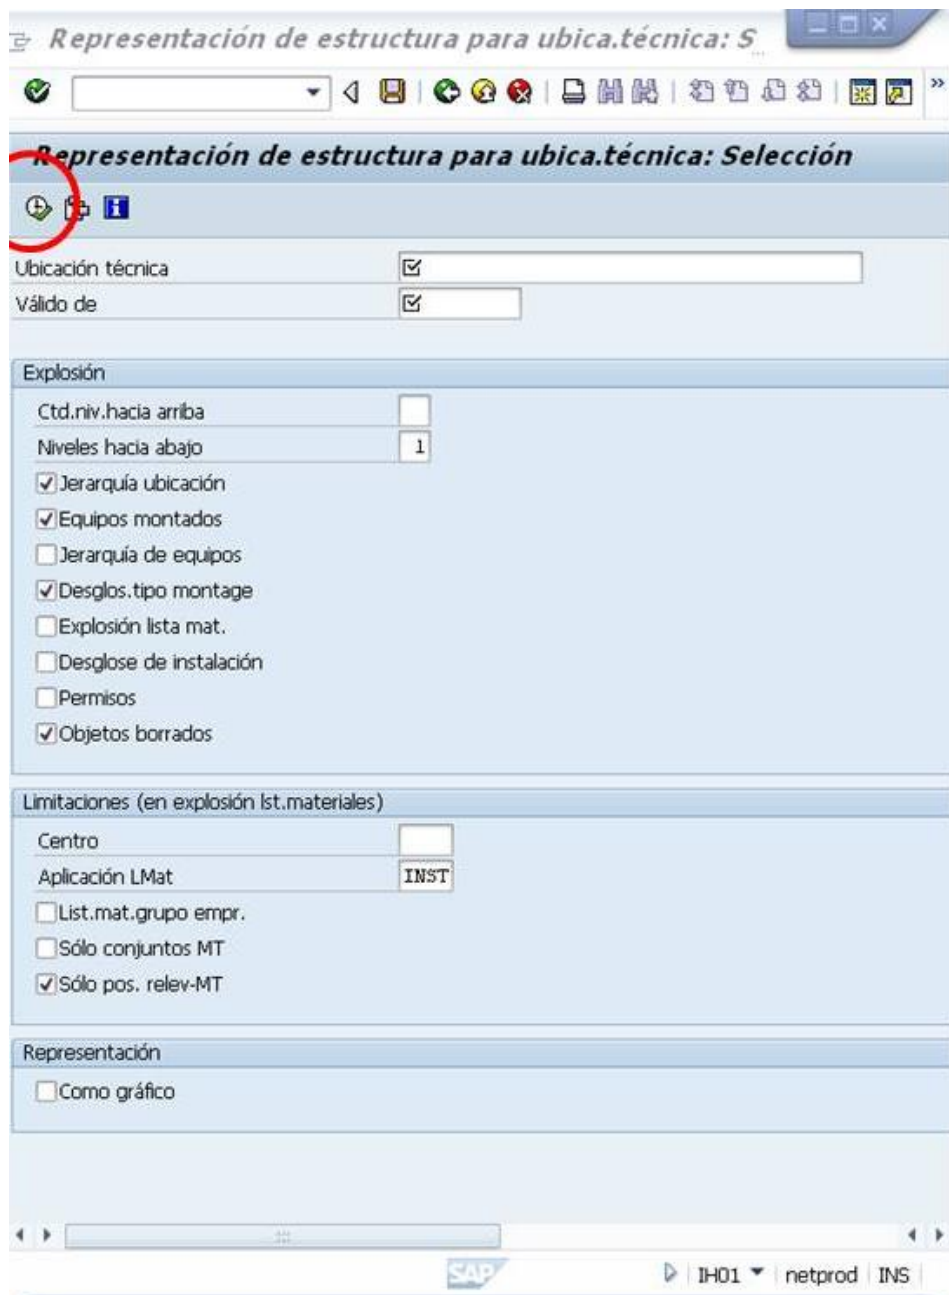 Representación de estructura para ubica.técnica: S
Representación de estructura para ubica.técnica: Selección
Ubicación técnica
Válido de
Explosión
Ctd.niv.hacia arriba
Niveles hacia abajo 1
Jerarquía ubicación
Equipos montados
Jerarquía de equipos
Desglos.tipo montage
Explosión lista mat.
Desglose de instalación
Permisos
Objetos borrados
Limitaciones (en explosión lst.materiales)
Centro
Aplicación LMat INST
List.mat.grupo empr.
Sólo conjuntos MT
Sólo pos. relev-MT
Representación
Como gráfico
SAP IH01 netprod INS